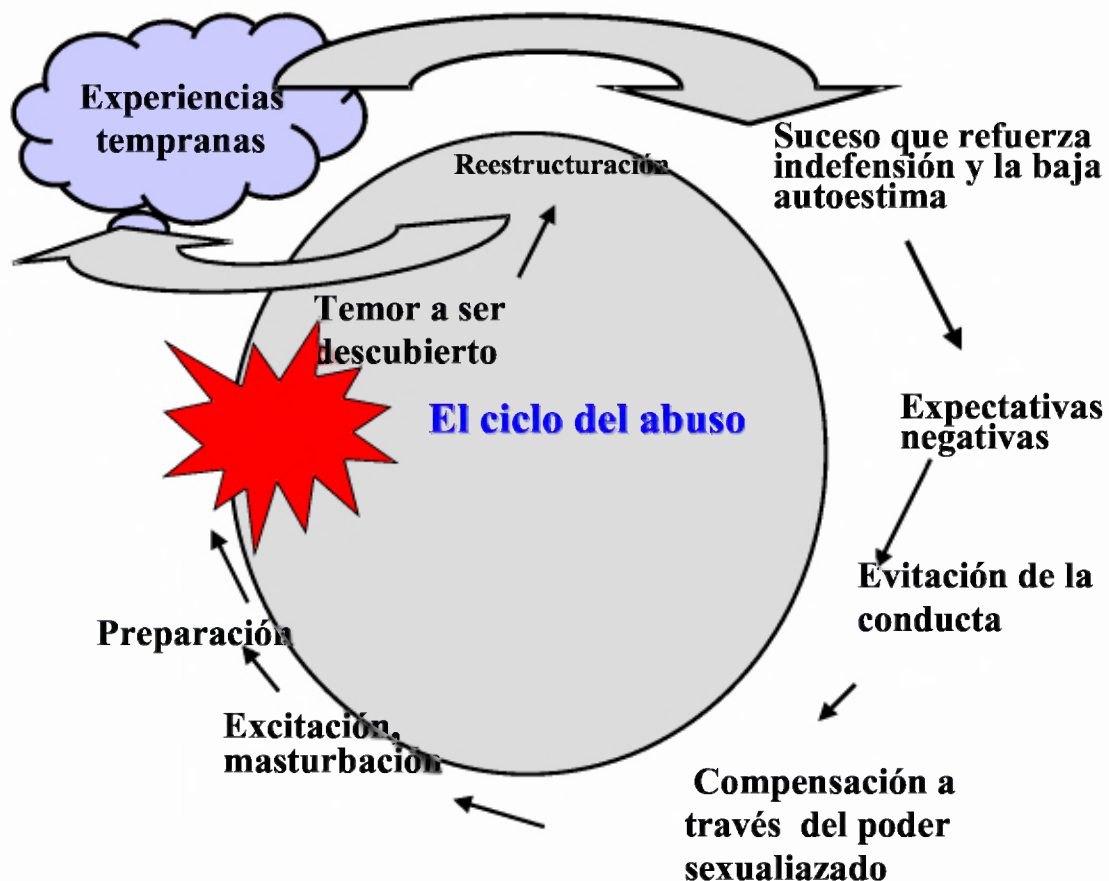 Experiencias
tempranas
Suceso que refuerza
indefensión y la baja
autoestima
Reestructuración
Temor a ser
descubierto
El ciclo del abuso
Expectativas
negativas
Evitación de la
conducta
Preparación
Excitación,
masturbación
Compensación a
través del poder
sexualiazado